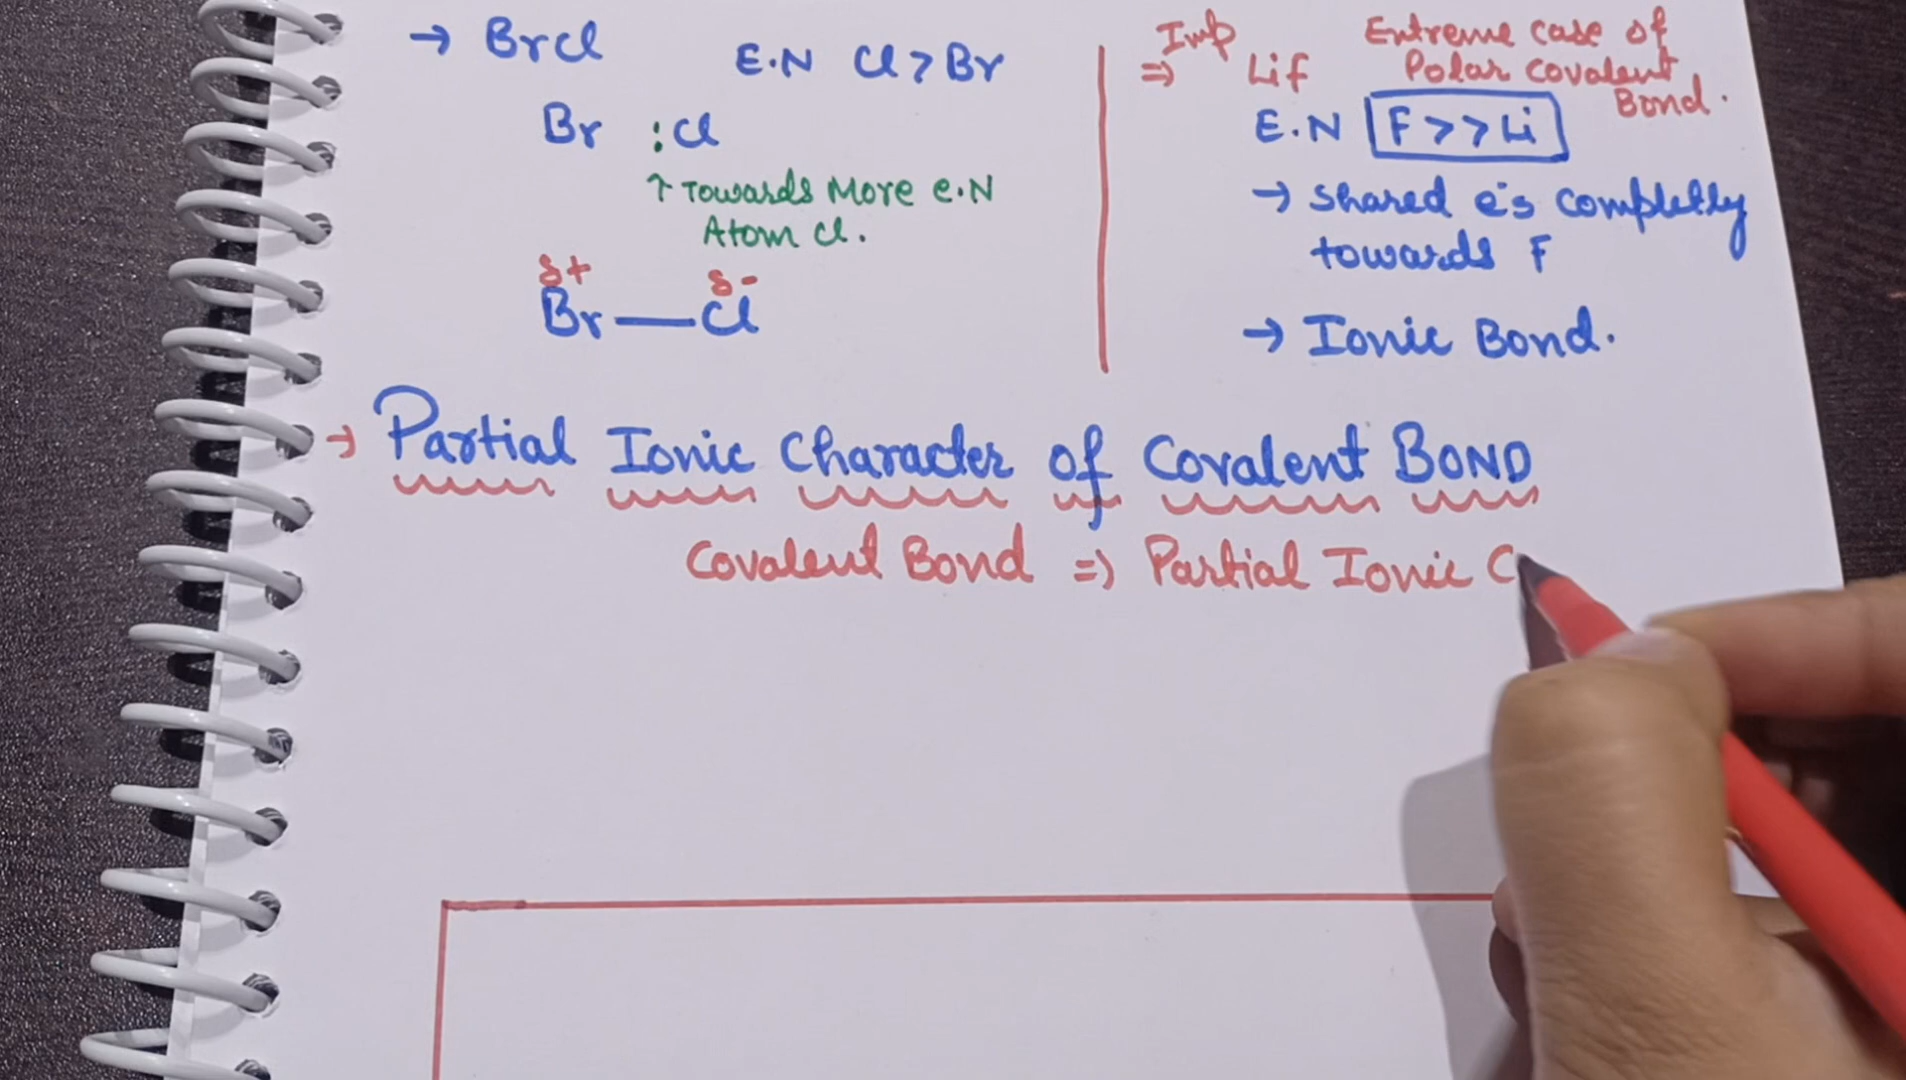 → BrCl E.N Cl > Br
Br :Cl
↑ Towards More e.N
Atom Cl.
δ+ δ-
Br—Cl
Imp
⇒ Lif Extreme case of
Polar covalent
Bond.
E.N F >> Li
→ shared e's completly
towards F
→ Ionic Bond.
→ Partial Ionic Character of Covalent BOND
Covalent Bond => Partial Ionic C